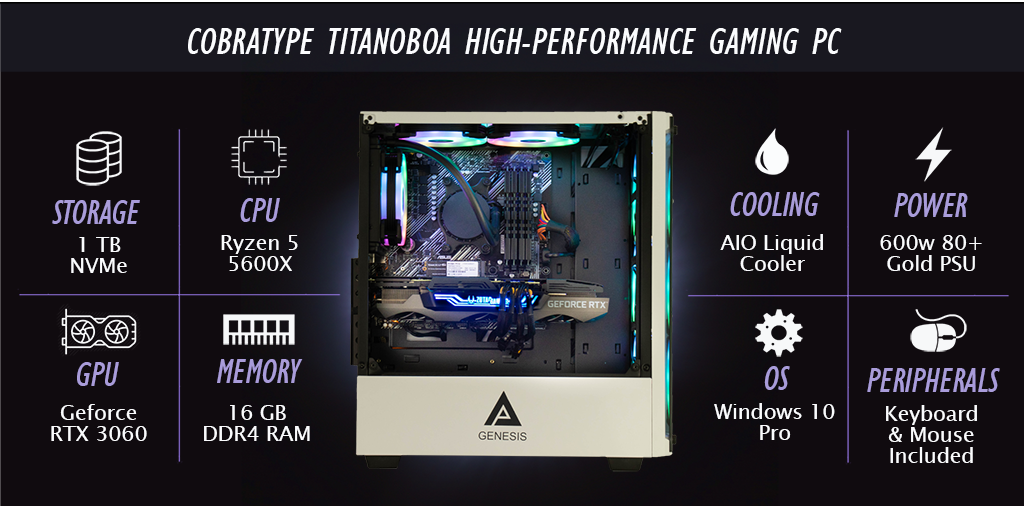 COBRATYPE TITANOBOA HIGH-PERFORMANCE GAMING PC
STORAGE
1 TB
NVMe
CPU
Ryzen 5
5600X
GPU
Geforce
RTX 3060
MEMORY
16 GB
DDR4 RAM
GEFORCE RTX
GENESIS
COOLING
AIO Liquid
Cooler
POWER
600w 80+
Gold PSU
OS
Windows 10
Pro
PERIPHERALS
Keyboard
& Mouse
Included